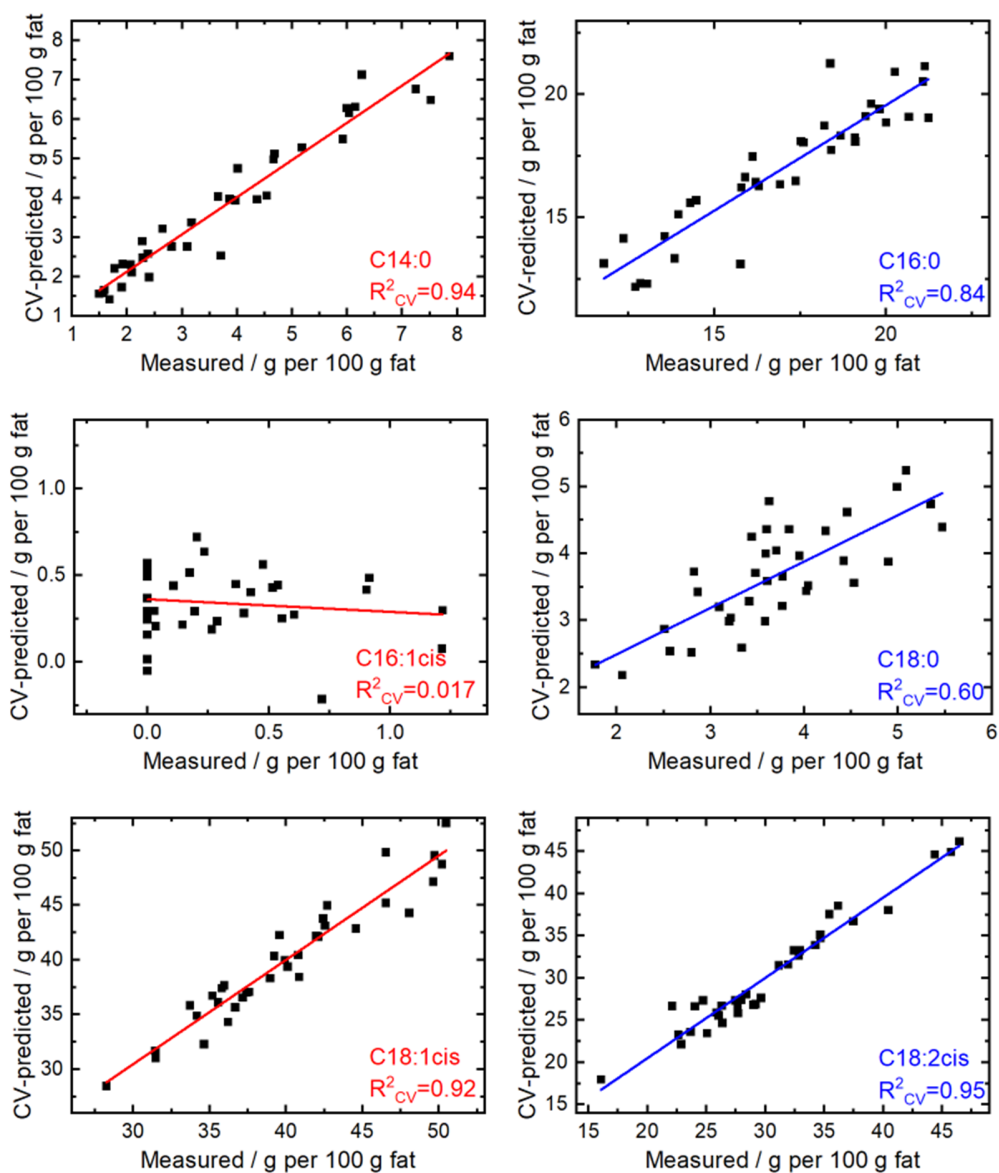 CV-predicted / g per 100 g fat
8
7
6
5
4
3
2
1
1 2 3 4 5 6 7 8
Measured / g per 100 g fat
C14:0
R²CV=0.94
CV-redicted / g per 100 g fat
20
15
15 20
Measured / g per 100 g fat
C16:0
R²CV=0.84
CV-predicted / g per 100 g fat
1.0
0.5
0.0
0.0 0.5 1.0
Measured / g per 100 g fat
C16:1cis
R²CV=0.017
CV-predicted / g per 100 g fat
6
5
4
3
2
2 3 4 5 6
Measured / g per 100 g fat
C18:0
R²CV=0.60
CV-predicted / g per 100 g fat
50
45
40
35
30
30 35 40 45 50
Measured / g per 100 g fat
C18:1cis
R²CV=0.92
CV-predicted / g per 100 g fat
45
40
35
30
25
20
15
15 20 25 30 35 40 45
Measured / g per 100 g fat
C18:2cis
R²CV=0.95